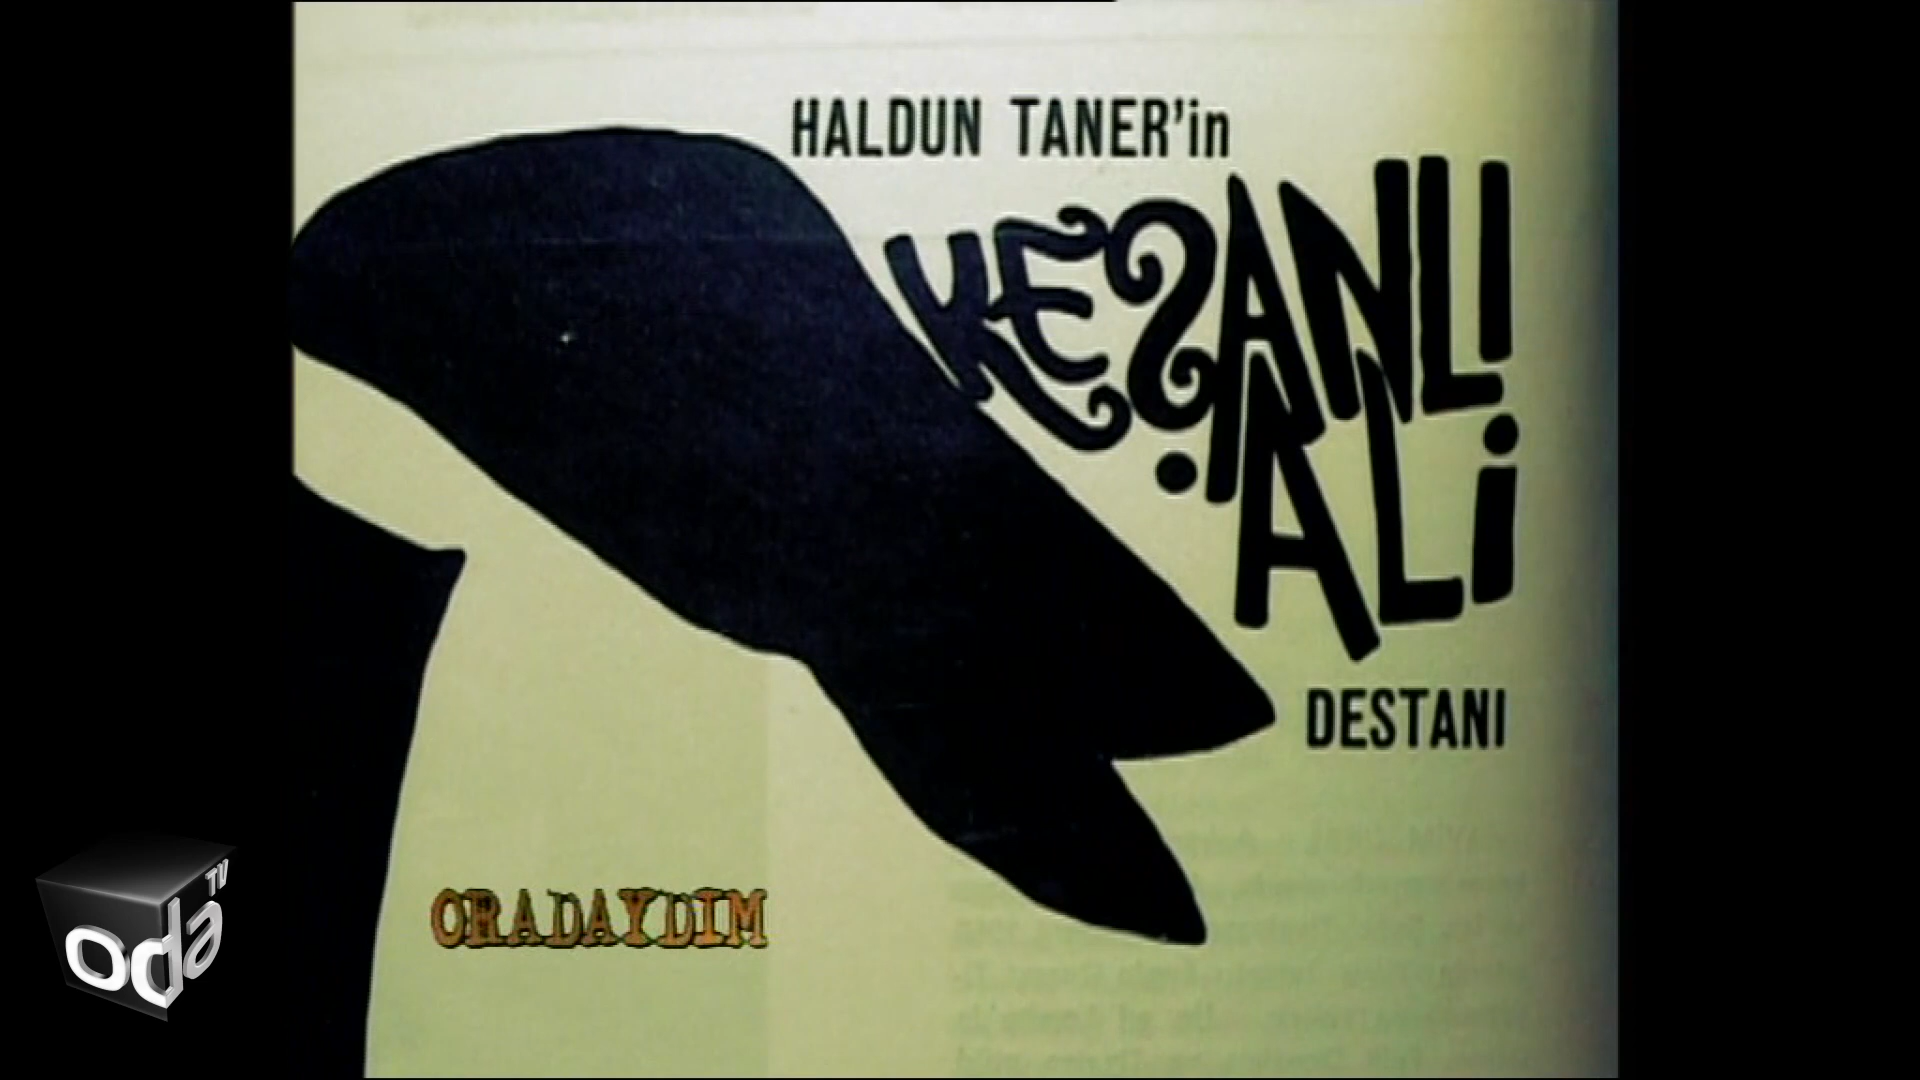 HALDUN TANER'in
KEŞANLI
ALİ
DESTANI
ORADAYDIM
oda TV